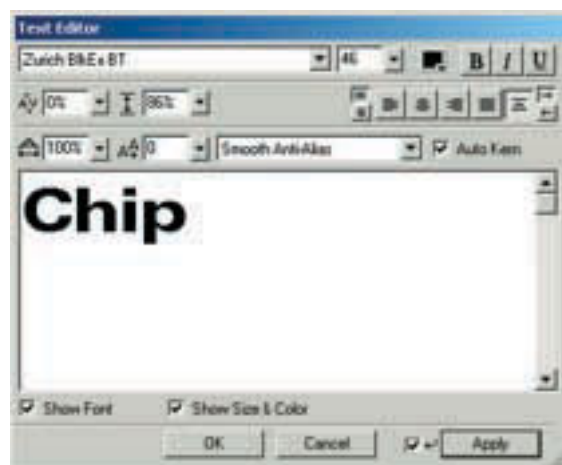 Text Editor
Zurich BlkEx BT 46 B I U
0% 86%
100% 0 Smooth Anti-Alias Auto Kern
Chip
Show Font Show Size & Color
OK Cancel Apply